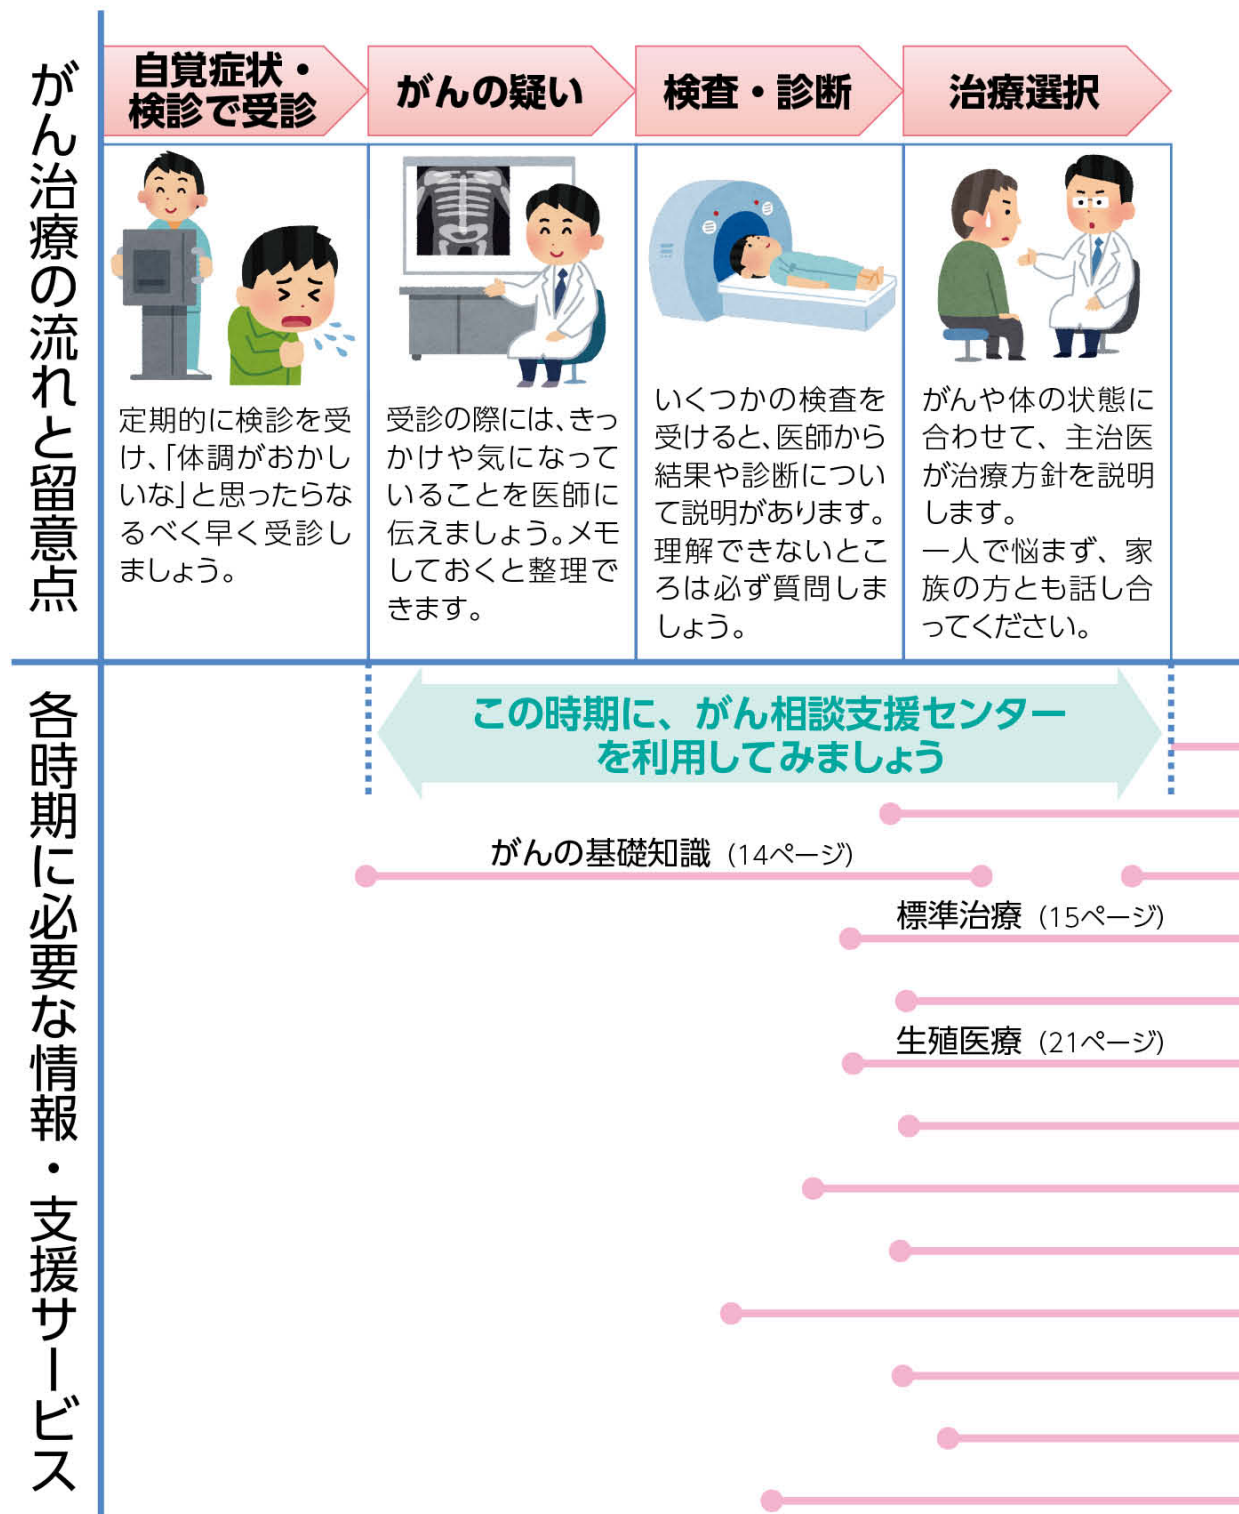 がん治療の流れと留意点
自覚症状・
検診で受診
がんの疑い
検査・診断
治療選択
定期的に検診を受
け、「体調がおかし
いな」と思ったらな
るべく早く受診し
ましょう。
受診の際には、きっ
かけや気になって
いることを医師に
伝えましょう。メモ
しておくと整理で
きます。
いくつかの検査を
受けると、医師から
結果や診断につい
て説明があります。
理解できないとこ
ろは必ず質問しま
しょう。
がんや体の状態に
合わせて、主治医
が治療方針を説明
します。
一人で悩まず、家
族の方とも話し合
ってください。
各時期に必要な情報・支援サービス
この時期に、がん相談支援センター
を利用してみましょう
がんの基礎知識 (14ページ)
標準治療 (15ページ)
生殖医療 (21ページ)